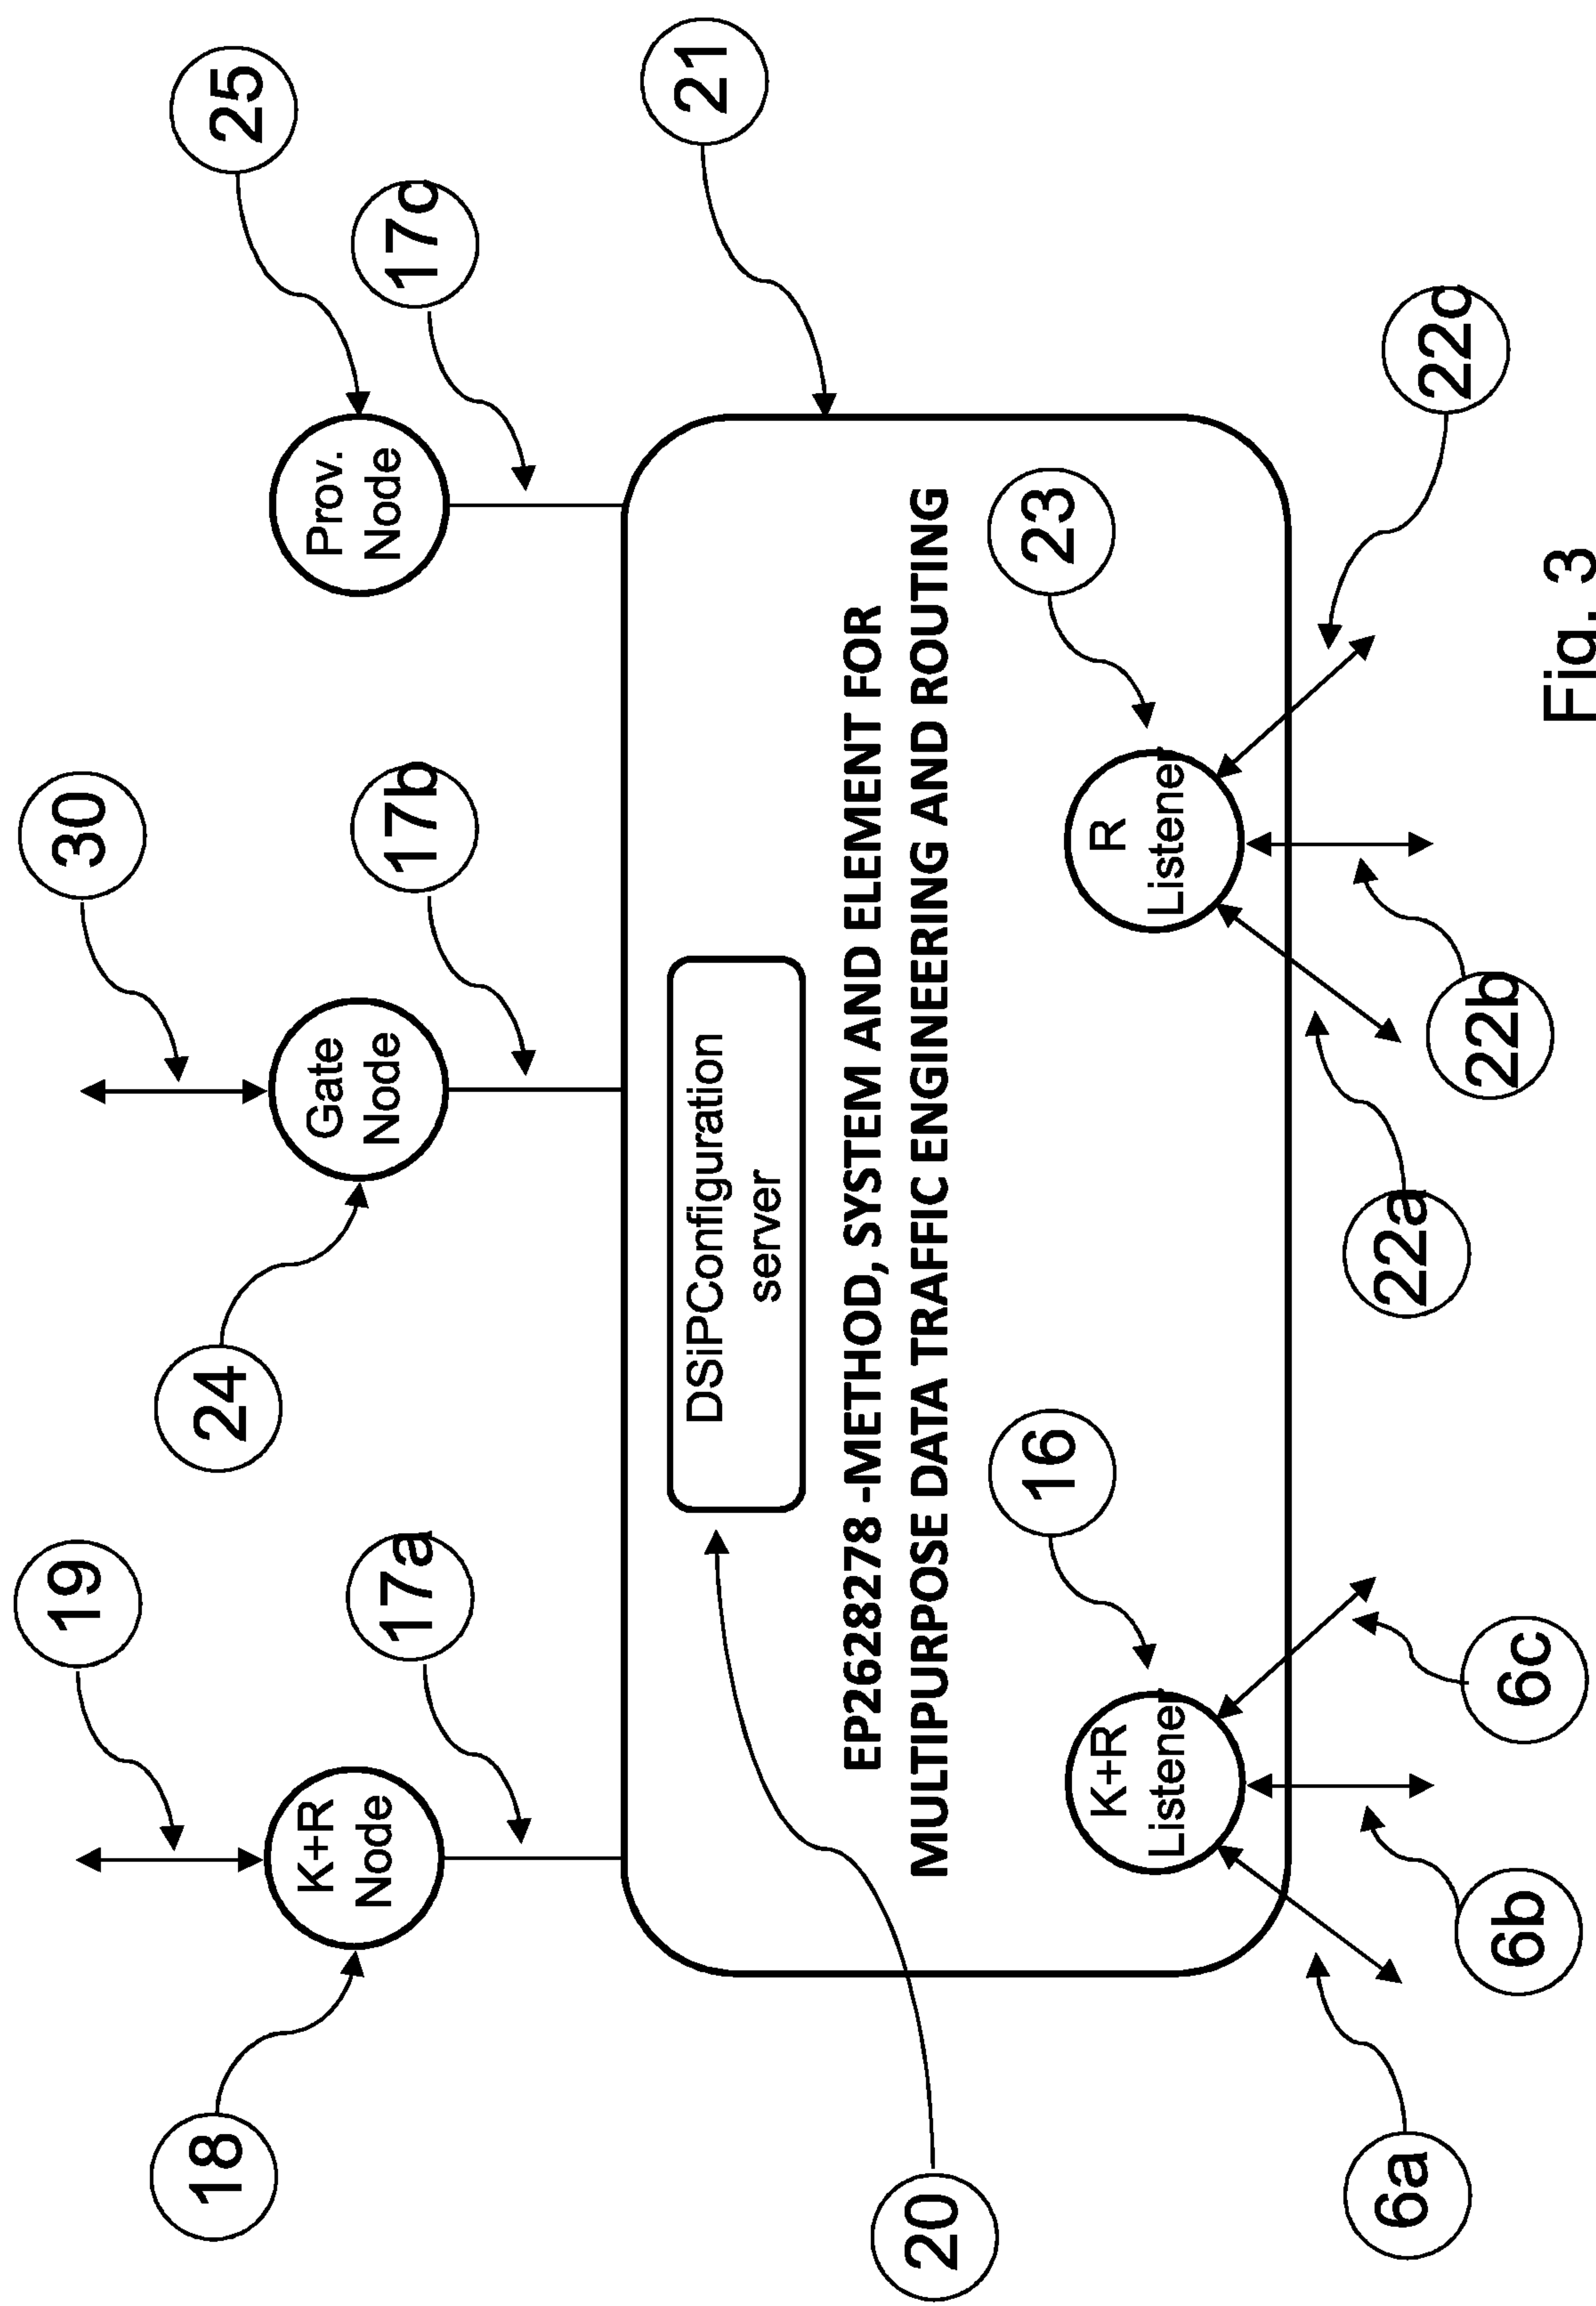 19
30
18
24
25
K+R
Node
Gate
Node
Prov.
Node
17a
17b
17c
21
DSiPConfiguration
server
EP2628278 -METHOD, SYSTEM AND ELEMENT FOR
MULTIPURPOSE DATA TRAFFIC ENGINEERING AND ROUTING
20
16
23
K+R
Listener
R
Listener
6a
6b
6c
22a
22b
22c
Fig. 3